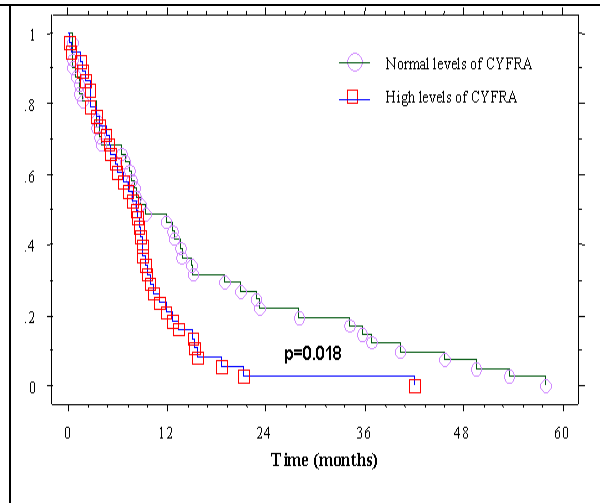 1
Normal levels of CYFRA
.8
High levels of CYFRA
.6
.4
.2
p=0.018
0
0 12 24 36 48 60
Time (months)